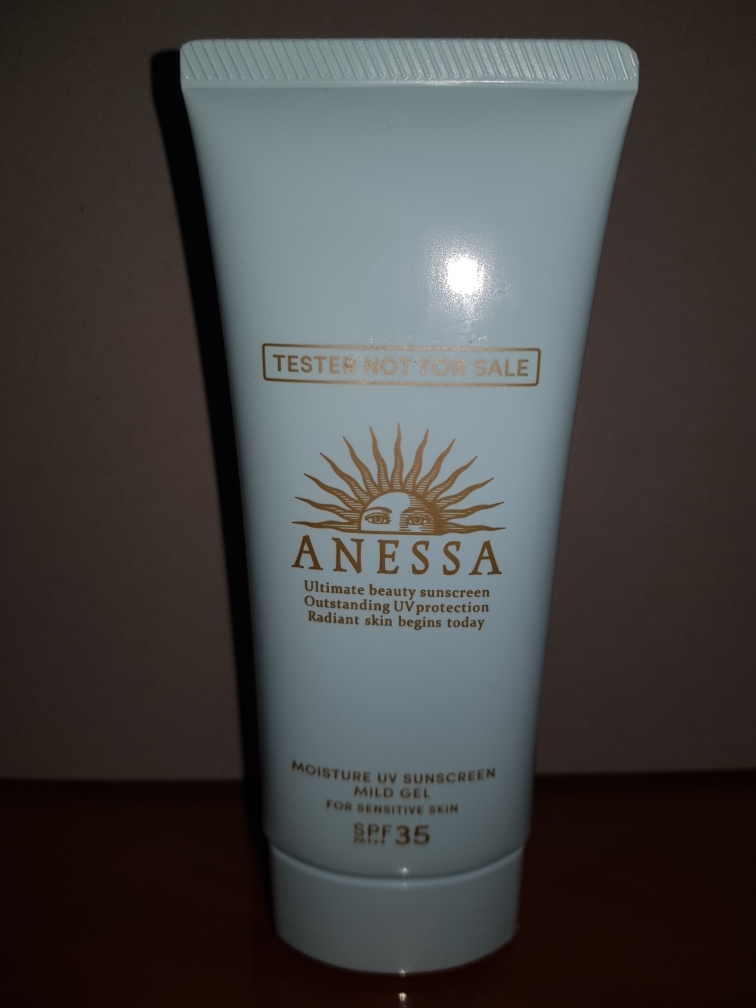 TESTER NOT FOR SALE
ANESSA
Ultimate beauty sunscreen
Outstanding UV protection
Radiant skin begins today
MOISTURE UV SUNSCREEN
MILD GEL
FOR SENSITIVE SKIN
SPF 35
PA+++